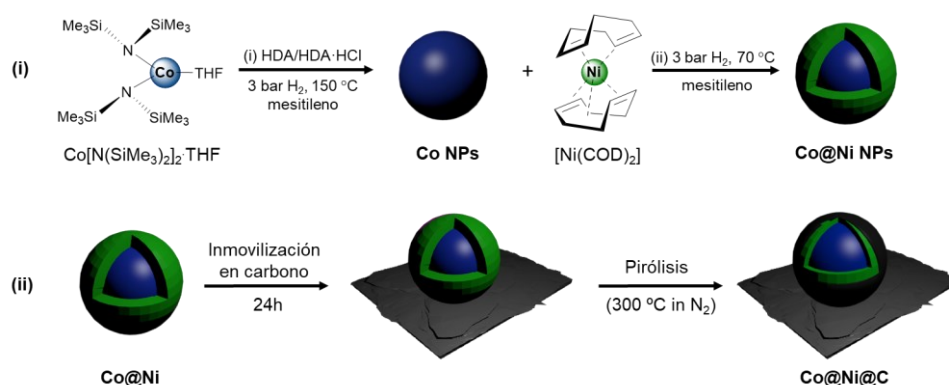 (i)
Me3Si
SiMe3
N
Co
THF
N
Me3Si
SiMe3
Co[N(SiMe3)2]2·THF
(i) HDA/HDA·HCl
3 bar H2, 150 °C
mesitileno
Co NPs
+
Ni
[Ni(COD)2]
(ii) 3 bar H2, 70 °C
mesitileno
Co@Ni NPs
(ii)
Co@Ni
Inmovilización
en carbono
24h
Pirólisis
(300 ºC in N2)
Co@Ni@C